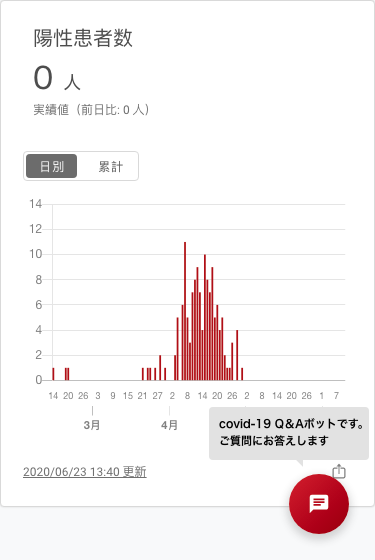 陽性患者数
0 人
実績値（前日比: 0 人）
日別 累計
14
12
10
8
6
4
2
0
14 20 26 3 9 15 21 27 2 8 14 20 26 2 8 14 20 26 1 7
3月 4月
covid-19 Q&Aボットです。
ご質問にお答えします
2020/06/23 13:40 更新